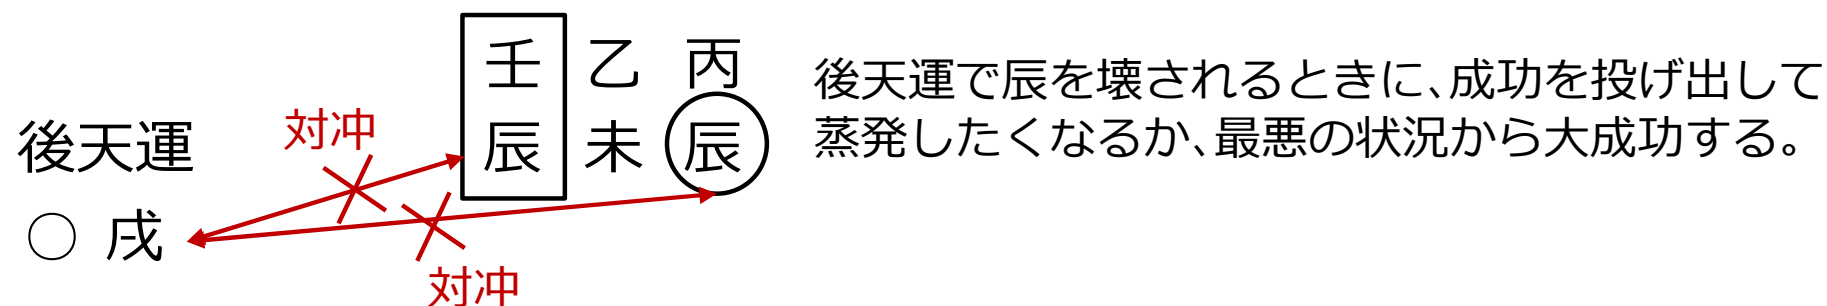 壬 乙 丙
辰 未 辰
後天運
○ 戌
対冲
対冲
後天運で辰を壊されるときに、成功を投げ出して
蒸発したくなるか、最悪の状況から大成功する。